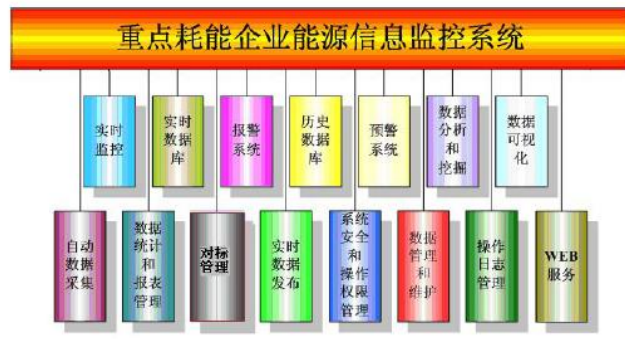 重点耗能企业能源信息监控系统
实时
监控
实时
数据
库
报警
系统
历史
数据
库
预警
系统
数据
分析
和
挖掘
数据
可视
化
自动
数据
采集
数据
统计
和
报表
管理
对标
管理
实时
数据
发布
系统
安全
和
操作
权限
管理
数据
管理
和
维护
操作
日志
管理
WEB
服务